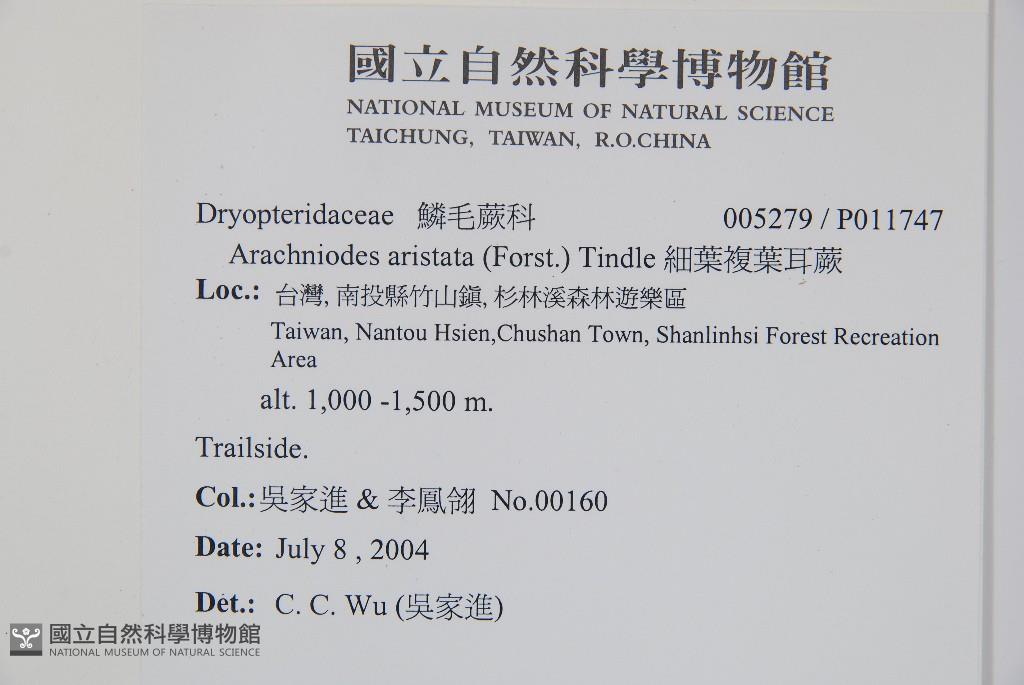 國立自然科學博物館
NATIONAL MUSEUM OF NATURAL SCIENCE
TAICHUNG, TAIWAN, R.O.CHINA
Dryopteridaceae 鱗毛蕨科 005279 / P011747
Arachniodes aristata (Forst.) Tindle 細葉複葉耳蕨
Loc.: 台灣, 南投縣竹山鎮, 杉林溪森林遊樂區
Taiwan, Nantou Hsien,Chushan Town, Shanlinhsi Forest Recreation
Area
alt. 1,000 -1,500 m.
Trailside.
Col.: 吳家進 & 李鳳翎 No.00160
Date: July 8 , 2004
Det.: C. C. Wu (吳家進)
國立自然科學博物館
NATIONAL MUSEUM OF NATURAL SCIENCE